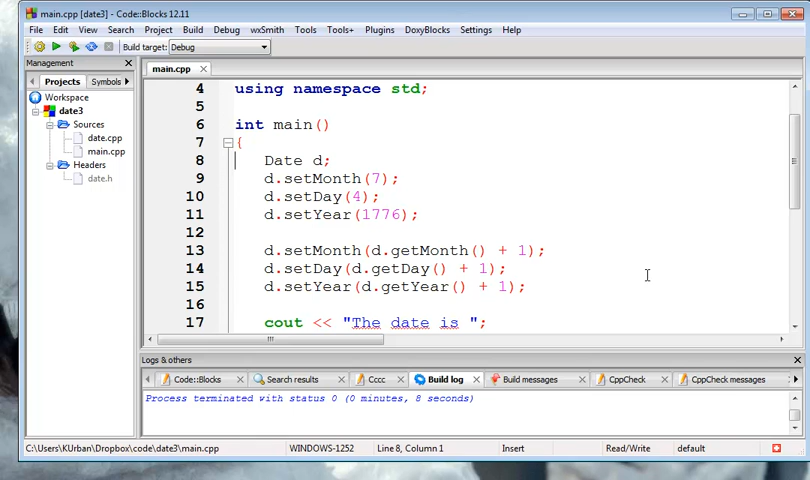 main.cpp [date3] - Code::Blocks 12.11
File Edit View Search Project Build Debug wxSmith Tools Tools+ Plugins DoxyBlocks Settings Help
Build target: Debug
Management
Projects Symbols
Workspace
date3
Sources
date.cpp
main.cpp
Headers
date.h
main.cpp
4 using namespace std;
5
6 int main()
7 {
8 Date d;
9 d.setMonth(7);
10 d.setDay(4);
11 d.setYear(1776);
12
13 d.setMonth(d.getMonth() + 1);
14 d.setDay(d.getDay() + 1);
15 d.setYear(d.getYear() + 1);
16
17 cout << "The date is ";
Logs & others
Code::Blocks Search results Cccc Build log Build messages CppCheck CppCheck messages
Process terminated with status 0 (0 minutes, 8 seconds)
C:\Users\KUrban\Dropbox\code\date3\main.cpp WINDOWS-1252 Line 8, Column 1 Insert Read/Write default